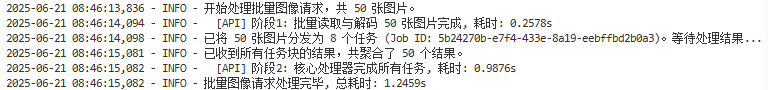 2025-06-21 08:46:13,836 - INFO - 开始处理批量图像请求，共 50 张图片。
2025-06-21 08:46:14,094 - INFO -   [API] 阶段1: 批量读取与解码 50 张图片完成，耗时: 0.2578s
2025-06-21 08:46:14,098 - INFO - 已将 50 张图片分发为 8 个任务 (Job ID: 5b24270b-e7f4-433e-8a19-eebffbd2b0a3)。等待处理结果...
2025-06-21 08:46:15,081 - INFO - 已收到所有任务块的结果，共聚合了 50 个结果。
2025-06-21 08:46:15,082 - INFO -   [API] 阶段2: 核心处理器完成所有任务，耗时: 0.9876s
2025-06-21 08:46:15,082 - INFO - 批量图像请求处理完毕，总耗时: 1.2459s